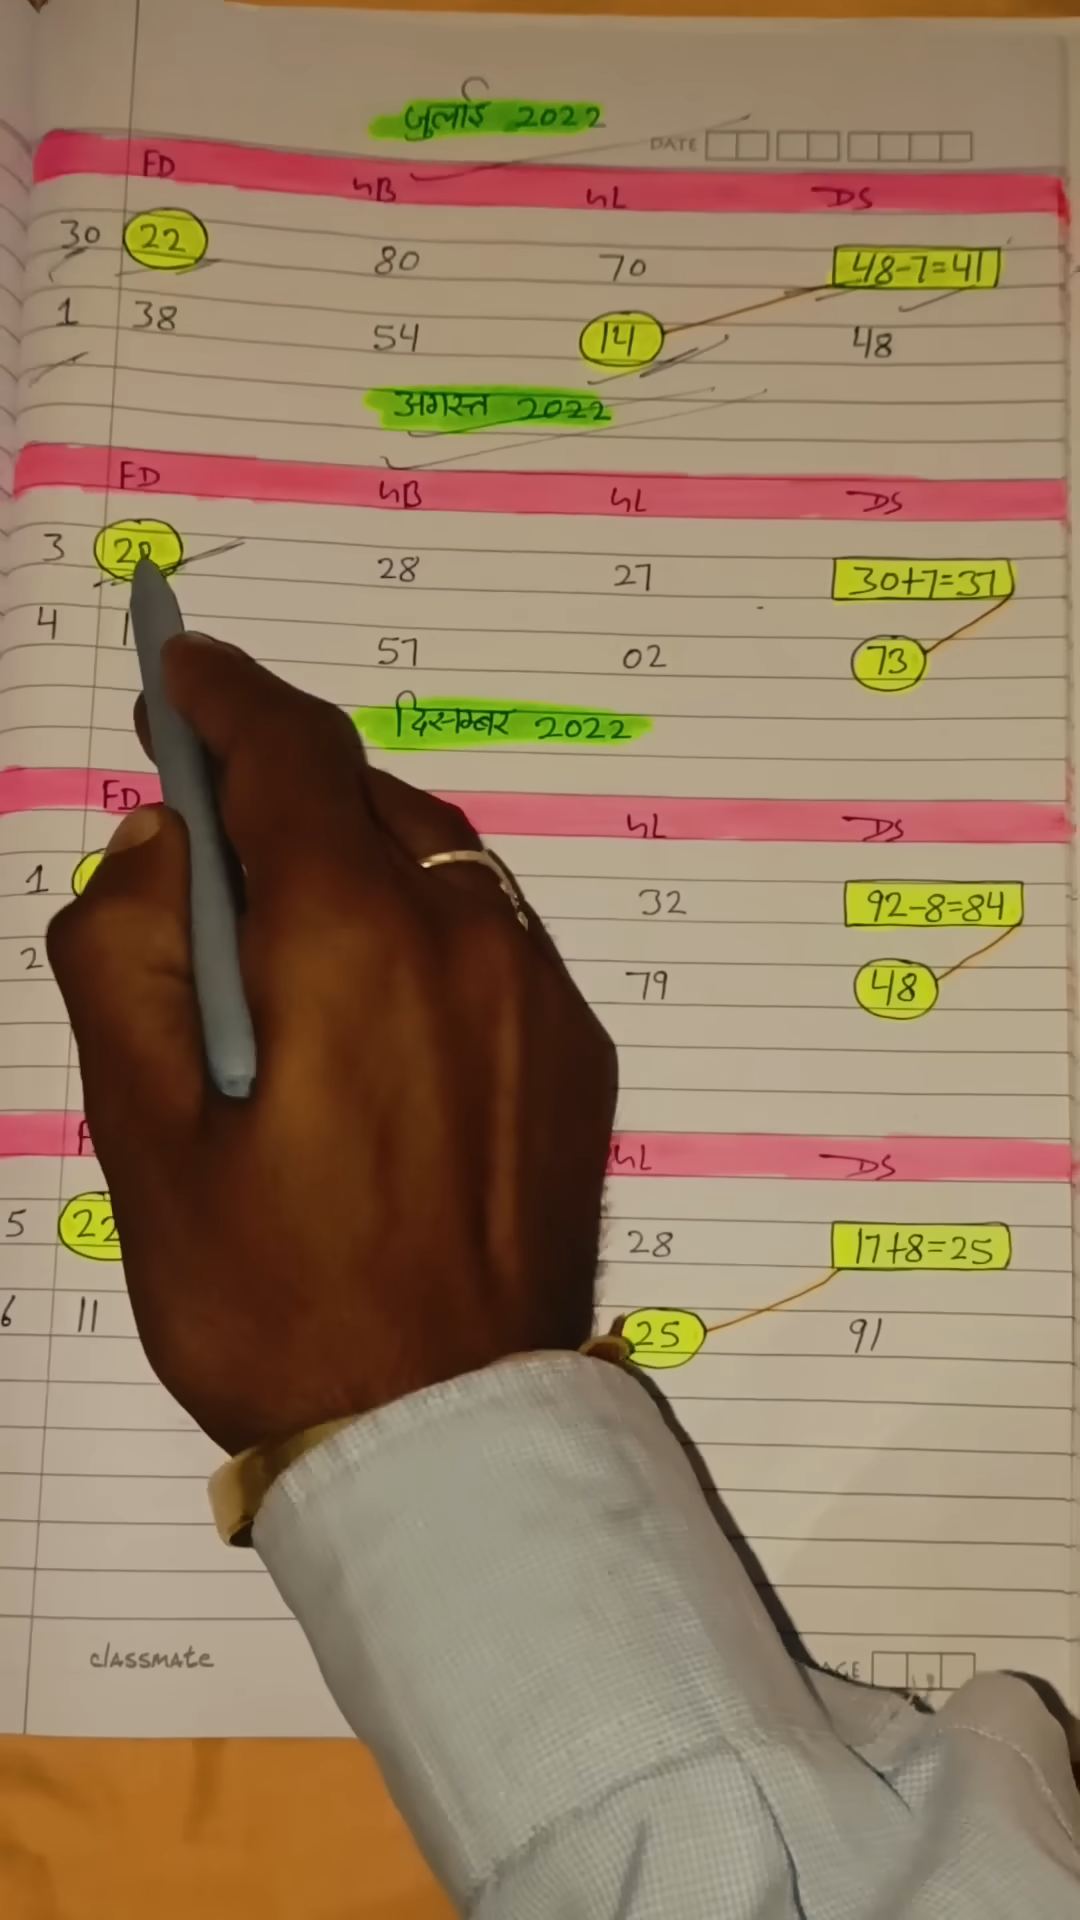 जुलाई 2022
DATE
FD GB GL DS
30 22 80 70 48-7=41
1 38 54 14 48
अगस्त 2022
FD GB GL DS
3 28 27 30+7=37
4 57 02 73
दिसम्बर 2022
FD GL DS
1 32 92-8=84
2 79 48
GL DS
5 22 28 17+8=25
6 11 25 91
classmate